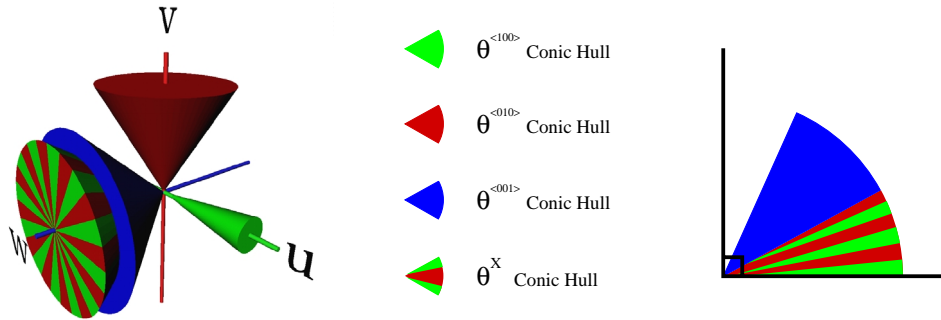 V
W
u
θ<100> Conic Hull
θ<010> Conic Hull
θ<001> Conic Hull
θX Conic Hull